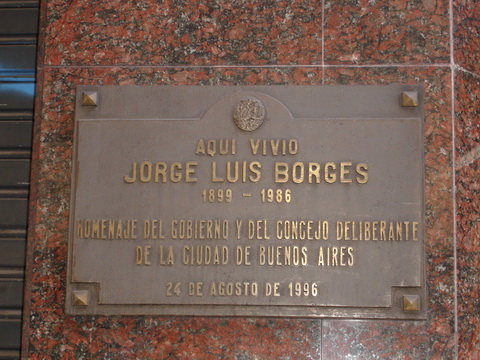 AQUI VIVIO
JORGE LUIS BORGES
1899 - 1986
HOMENAJE DEL GOBIERNO Y DEL CONCEJO DELIBERANTE
DE LA CIUDAD DE BUENOS AIRES
24 DE AGOSTO DE 1996